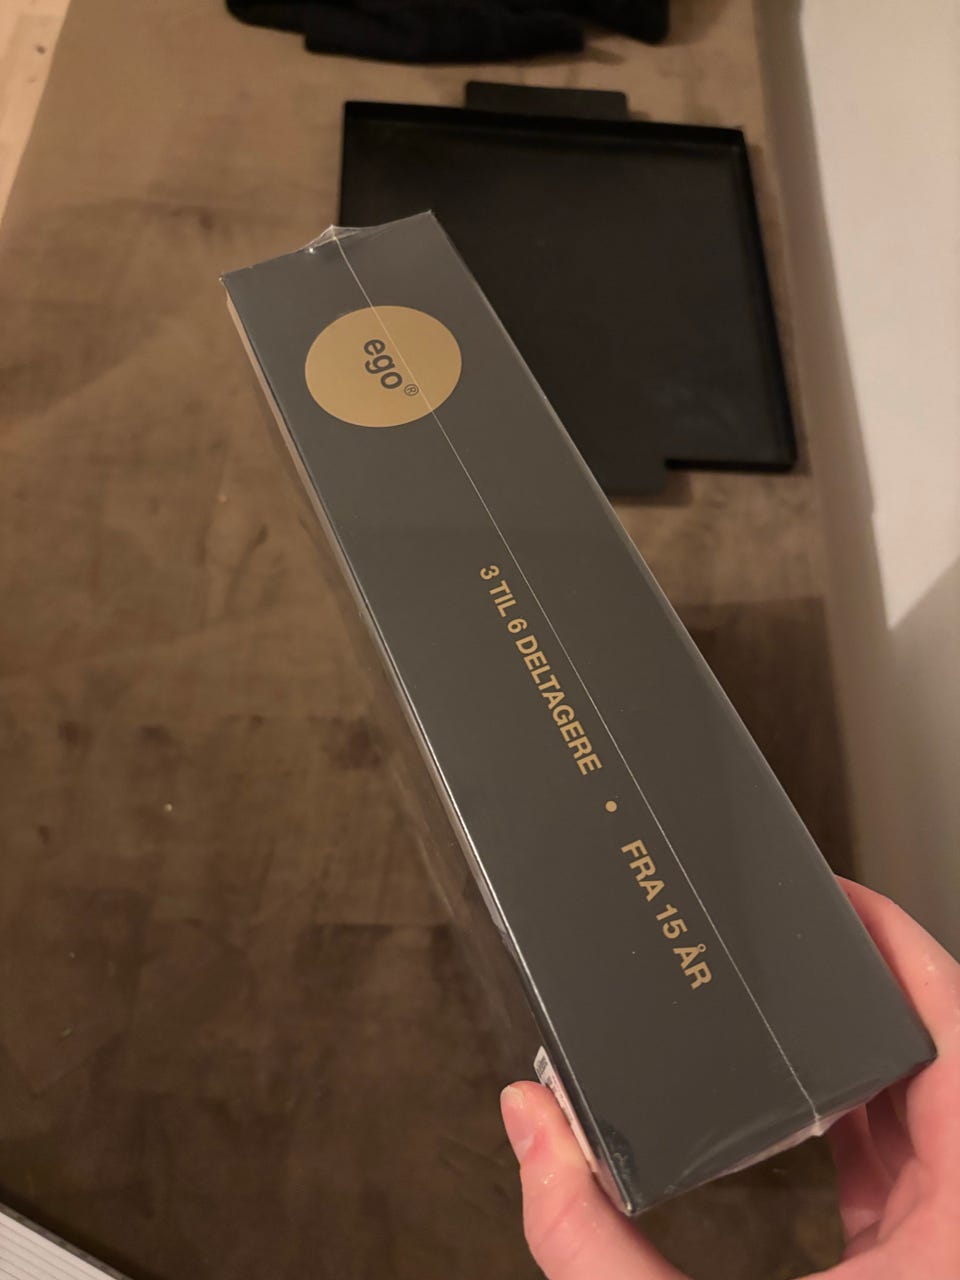 ego®
3 TIL 6 DELTAGERE • FRA 15 ÅR